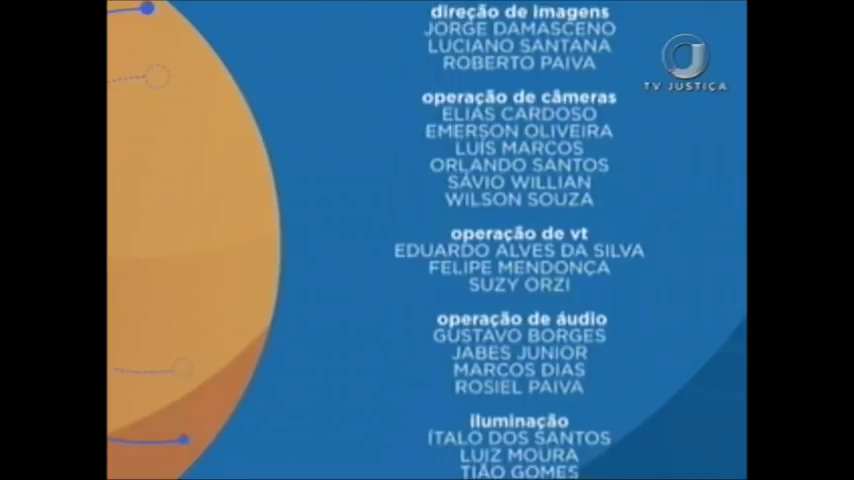 direção de imagens
JORGE DAMASCENO
LUCIANO SANTANA
ROBERTO PAIVA
TV JUSTIÇA
operação de câmeras
ELIAS CARDOSO
EMERSON OLIVEIRA
LUÍS MARCOS
ORLANDO SANTOS
SÁVIO WILLIAN
WILSON SOUZA
operação de vt
EDUARDO ALVES DA SILVA
FELIPE MENDONÇA
SUZY ORZI
operação de áudio
GUSTAVO BORGES
JABES JUNIOR
MARCOS DIAS
ROSIEL PAIVA
iluminação
ÍTALO DOS SANTOS
LUIZ MOURA
TIÃO GOMES